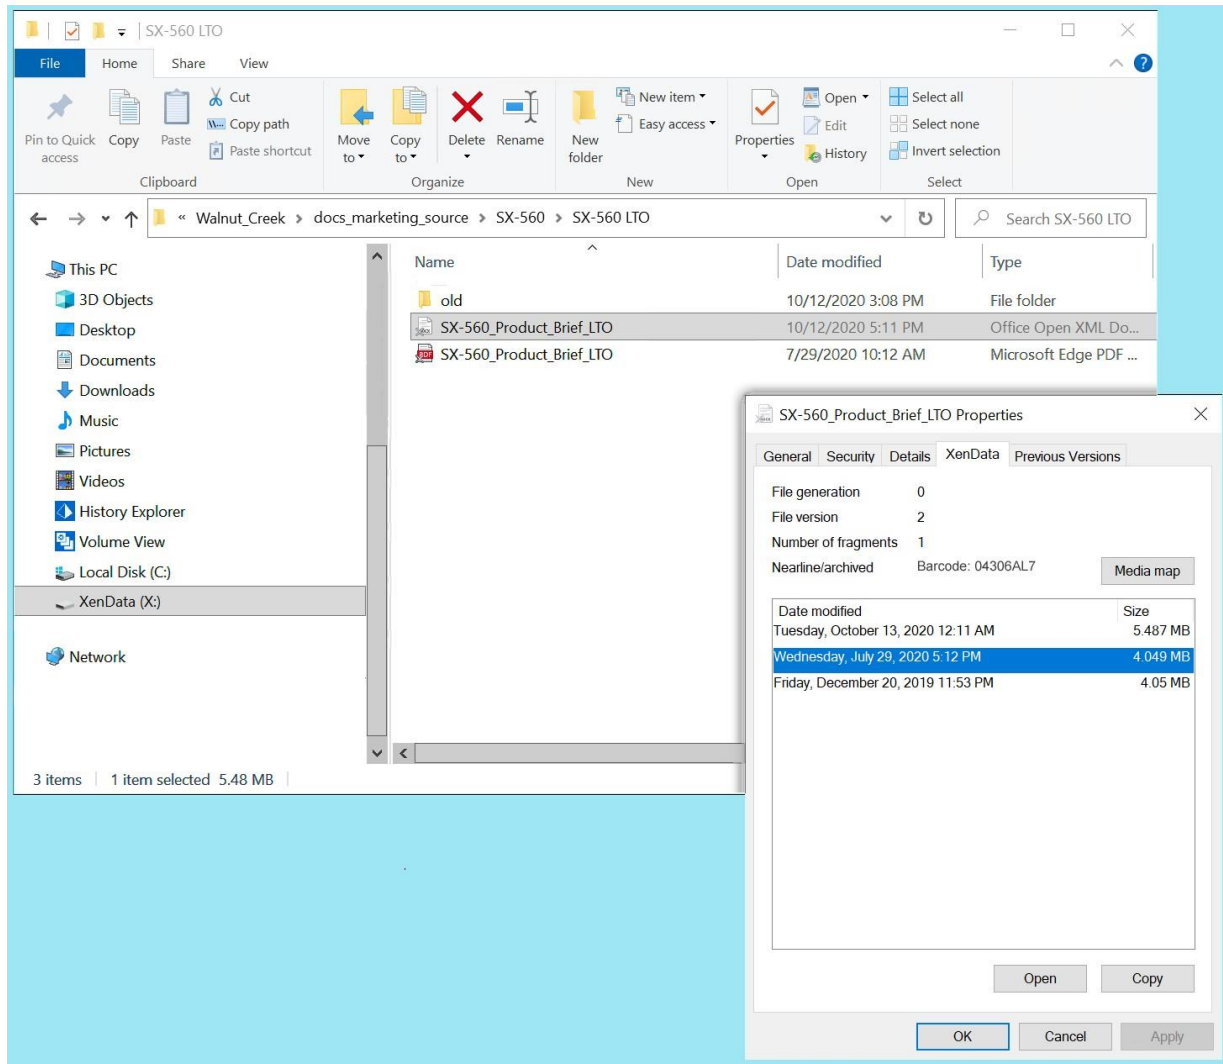 SX-560 LTO
File Home Share View
Pin to Quick access
Copy
Paste
Cut
Copy path
Paste shortcut
Move to
Copy to
Delete
Rename
New folder
New item
Easy access
Properties
Open
Edit
History
Select all
Select none
Invert selection
Clipboard Organize New Open Select
« Walnut_Creek > docs_marketing_source > SX-560 > SX-560 LTO
Search SX-560 LTO
This PC
3D Objects
Desktop
Documents
Downloads
Music
Pictures
Videos
History Explorer
Volume View
Local Disk (C:)
XenData (X:)
Network
Name Date modified Type
old 10/12/2020 3:08 PM File folder
SX-560_Product_Brief_LTO 10/12/2020 5:11 PM Office Open XML Do...
SX-560_Product_Brief_LTO 7/29/2020 10:12 AM Microsoft Edge PDF ...
3 items 1 item selected 5.48 MB
SX-560_Product_Brief_LTO Properties
General Security Details XenData Previous Versions
File generation 0
File version 2
Number of fragments 1
Nearline/archived Barcode: 04306AL7
Media map
Date modified Size
Tuesday, October 13, 2020 12:11 AM 5.487 MB
Wednesday, July 29, 2020 5:12 PM 4.049 MB
Friday, December 20, 2019 11:53 PM 4.05 MB
Open Copy
OK Cancel Apply